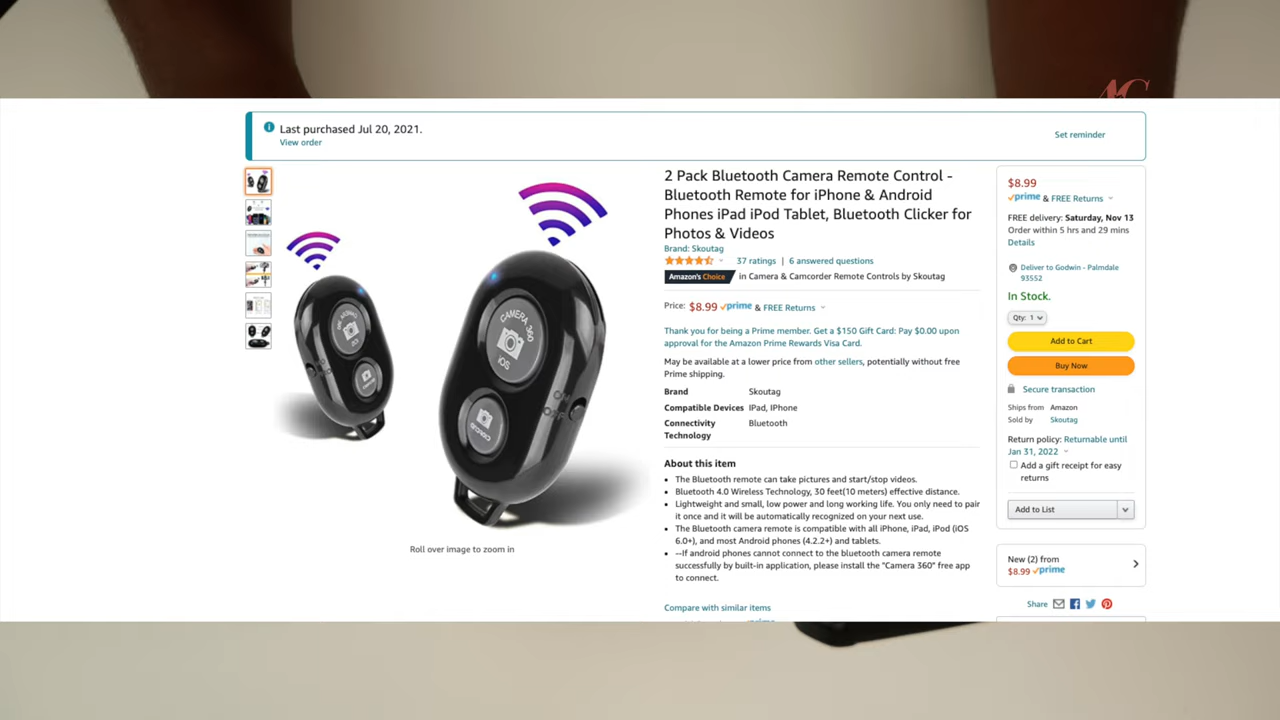 MC
Last purchased Jul 20, 2021.
View order
Set reminder
2 Pack Bluetooth Camera Remote Control -
Bluetooth Remote for iPhone & Android
Phones iPad iPod Tablet, Bluetooth Clicker for
Photos & Videos
Brand: Skoutag
37 ratings | 6 answered questions
Amazon's Choice in Camera & Camcorder Remote Controls by Skoutag
Price: $8.99 prime & FREE Returns
Thank you for being a Prime member. Get a $150 Gift Card: Pay $0.00 upon
approval for the Amazon Prime Rewards Visa Card.
May be available at a lower price from other sellers, potentially without free
Prime shipping.
Brand Skoutag
Compatible Devices IPad, IPhone
Connectivity Bluetooth
Technology
About this item
The Bluetooth remote can take pictures and start/stop videos.
Bluetooth 4.0 Wireless Technology, 30 feet(10 meters) effective distance.
Lightweight and small, low power and long working life. You only need to pair
it once and it will be automatically recognized on your next use.
The Bluetooth camera remote is compatible with all iPhone, iPad, iPod (iOS
6.0+), and most Android phones (4.2.2+) and tablets.
--If android phones cannot connect to the bluetooth camera remote
successfully by built-in application, please install the "Camera 360" free app
to connect.
Compare with similar items
CAMERA 360
iOS
ON
OFF
Roll over image to zoom in
$8.99
prime & FREE Returns
FREE delivery: Saturday, Nov 13
Order within 5 hrs and 29 mins
Details
Deliver to Godwin - Palmdale
93552
In Stock.
Qty: 1
Add to Cart
Buy Now
Secure transaction
Ships from Amazon
Sold by Skoutag
Return policy: Returnable until
Jan 31, 2022
Add a gift receipt for easy
returns
Add to List
New (2) from
$8.99 prime
Share